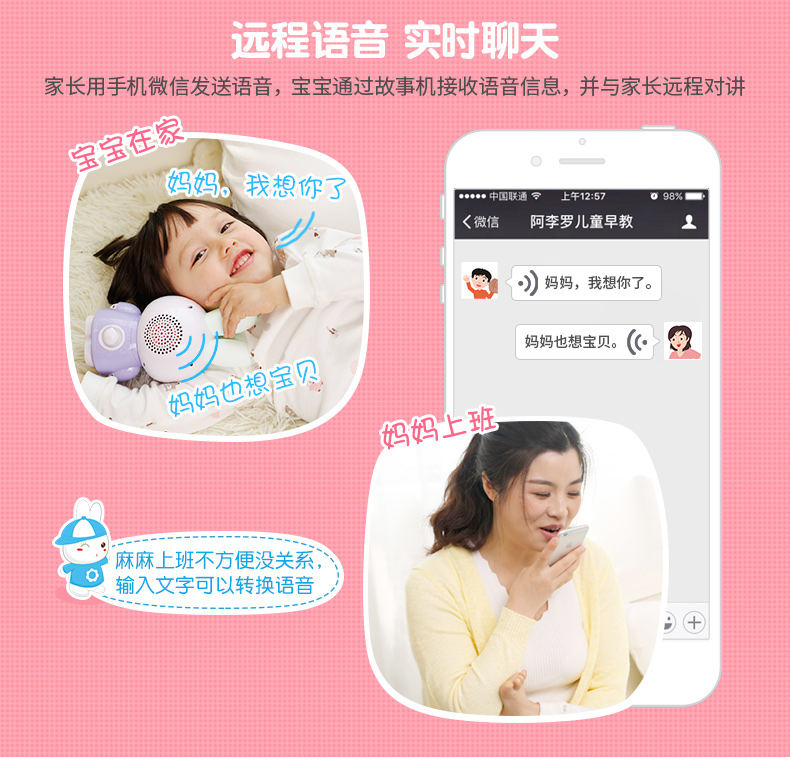 远程语音 实时聊天
家长用手机微信发送语音，宝宝通过故事机接收语音信息，并与家长远程对讲
宝宝在家
妈妈，我想你了
妈妈也想宝贝
中国联通 上午12:57 98%
微信 阿李罗儿童早教
妈妈，我想你了。
妈妈也想宝贝。
妈妈上班
麻麻上班不方便没关系，
输入文字可以转换语音